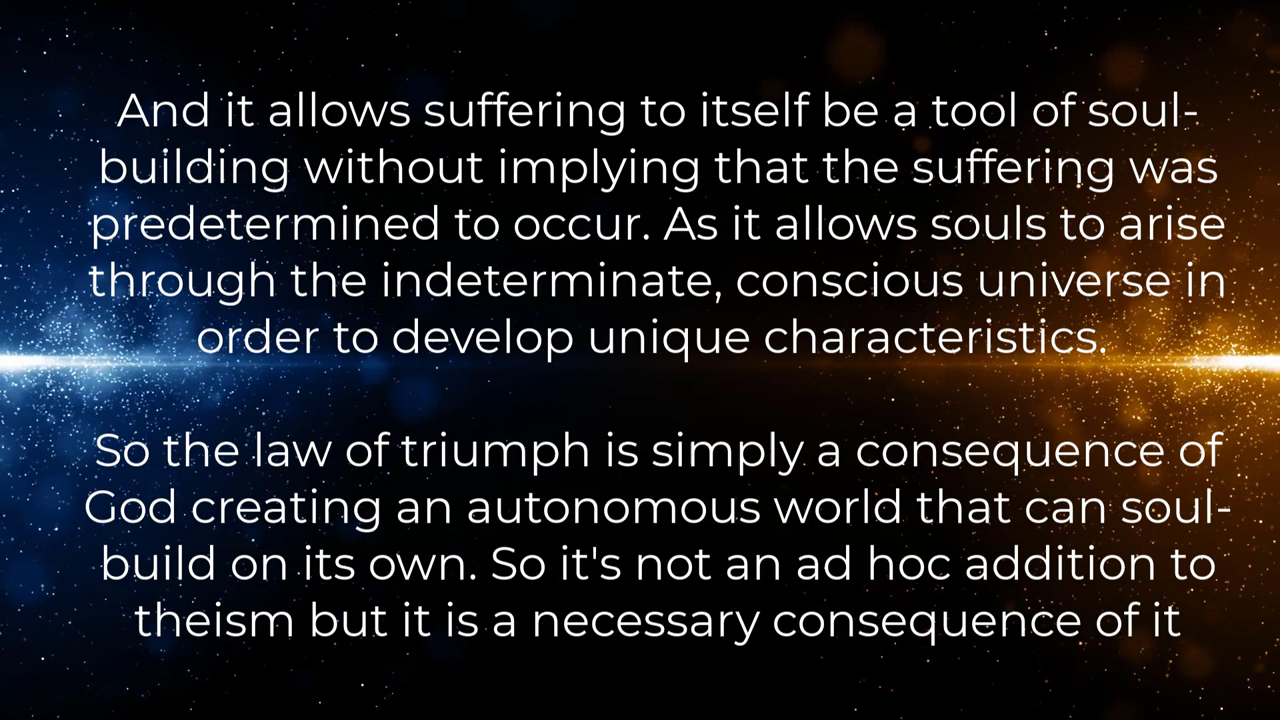 And it allows suffering to itself be a tool of soul-
building without implying that the suffering was
predetermined to occur. As it allows souls to arise
through the indeterminate, conscious universe in
order to develop unique characteristics.
So the law of triumph is simply a consequence of
God creating an autonomous world that can soul-
build on its own. So it's not an ad hoc addition to
theism but it is a necessary consequence of it